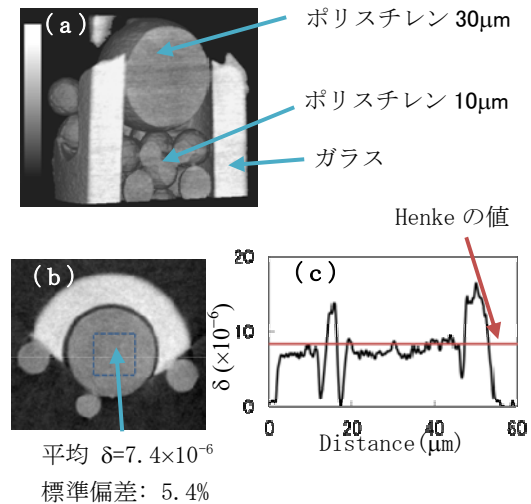 (a)
ポリスチレン 30μm
ポリスチレン 10μm
ガラス
Henke の値
(b)
平均 δ=7.4×10⁻⁶
標準偏差: 5.4%
(c)
20
10
0
δ (×10⁻⁶)
0 20 40 60
Distance(μm)